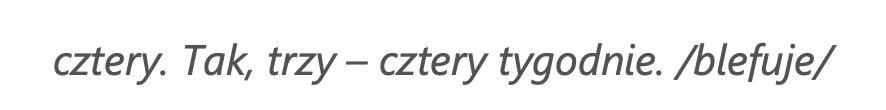 cztery. Tak, trzy – cztery tygodnie. /blefuje/